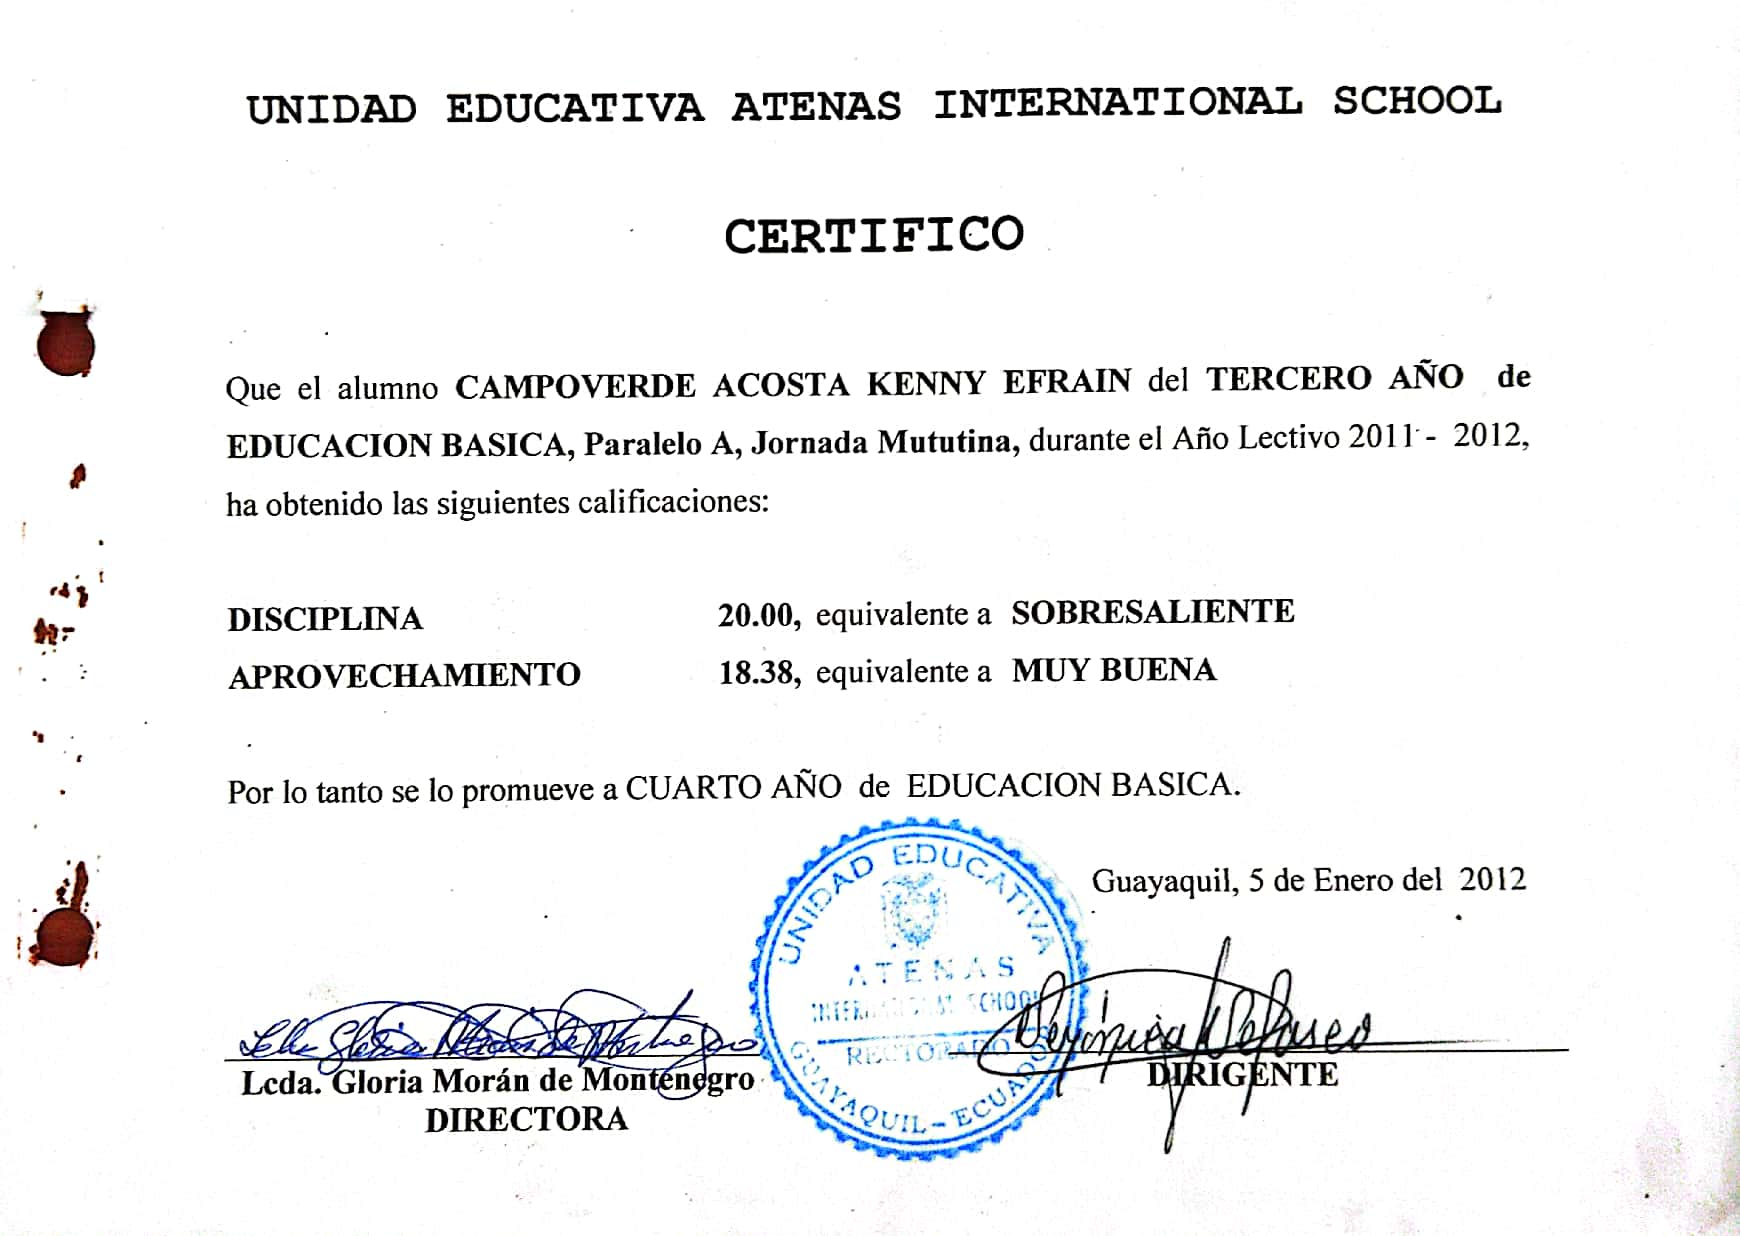 UNIDAD EDUCATIVA ATENAS INTERNATIONAL SCHOOL
CERTIFICO
Que el alumno CAMPOVERDE ACOSTA KENNY EFRAIN del TERCERO AÑO de
EDUCACION BASICA, Paralelo A, Jornada Mututina, durante el Año Lectivo 2011 - 2012,
ha obtenido las siguientes calificaciones:
DISCIPLINA 20.00, equivalente a SOBRESALIENTE
APROVECHAMIENTO 18.38, equivalente a MUY BUENA
Por lo tanto se lo promueve a CUARTO AÑO de EDUCACION BASICA.
Guayaquil, 5 de Enero del 2012
UNIDAD EDUCATIVA
ATENAS
INTERNATIONAL SCHOOL
RECTORADO
GUAYAQUIL - ECUADOR
Verónica Velasco
Lcda. Gloria Morán de Montenegro
DIRECTORA
DIRIGENTE